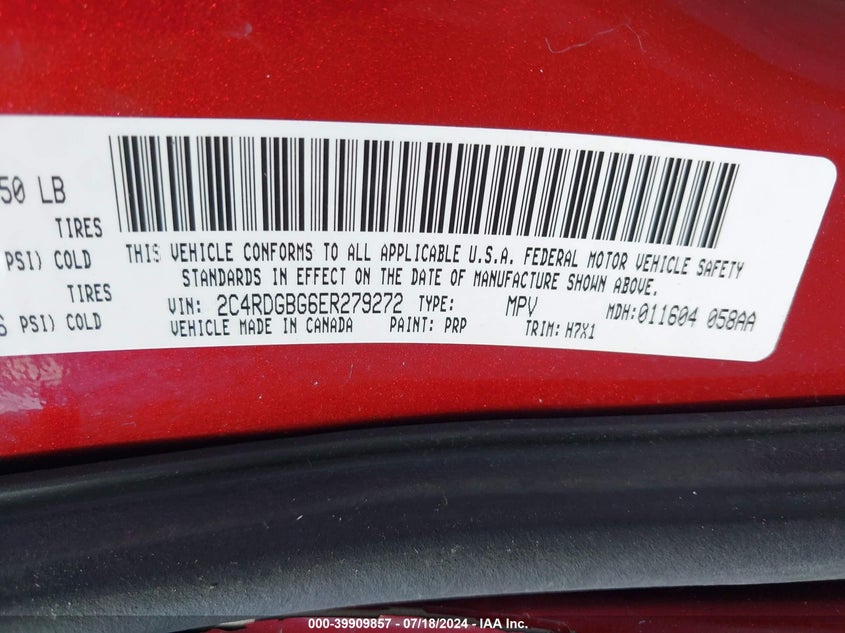 50 LB
TIRES
PSI) COLD
TIRES
PSI) COLD
THIS VEHICLE CONFORMS TO ALL APPLICABLE U.S.A. FEDERAL MOTOR VEHICLE SAFETY
STANDARDS IN EFFECT ON THE DATE OF MANUFACTURE SHOWN ABOVE.
VIN: 2C4RDGBG6ER279272 TYPE: MPV MDH:011604 058AA
VEHICLE MADE IN CANADA PAINT: PRP TRIM: H7X1
000-39909857 - 07/18/2024 - IAA Inc.